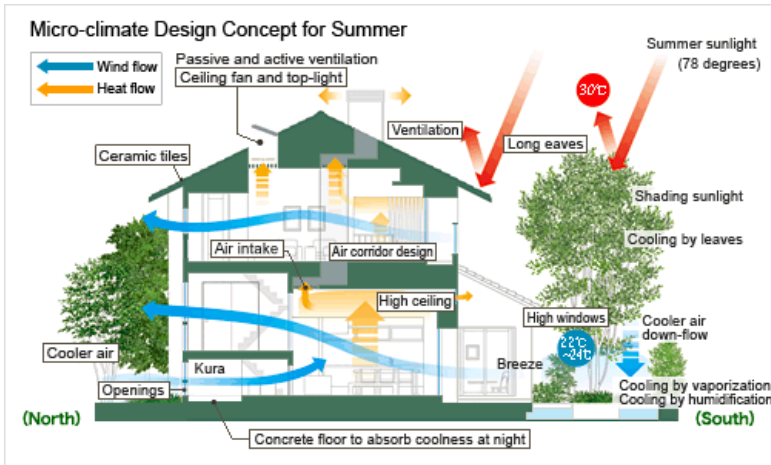 Micro-climate Design Concept for Summer
Wind flow
Heat flow
Passive and active ventilation
Ceiling fan and top-light
Summer sunlight
(78 degrees)
30℃
Ventilation
Long eaves
Ceramic tiles
Shading sunlight
Air intake
Air corridor design
Cooling by leaves
High ceiling
High windows
Cooler air
down-flow
22℃
~24℃
Cooler air
Kura
Breeze
Openings
Cooling by vaporization
Cooling by humidification
(North)
(South)
Concrete floor to absorb coolness at night